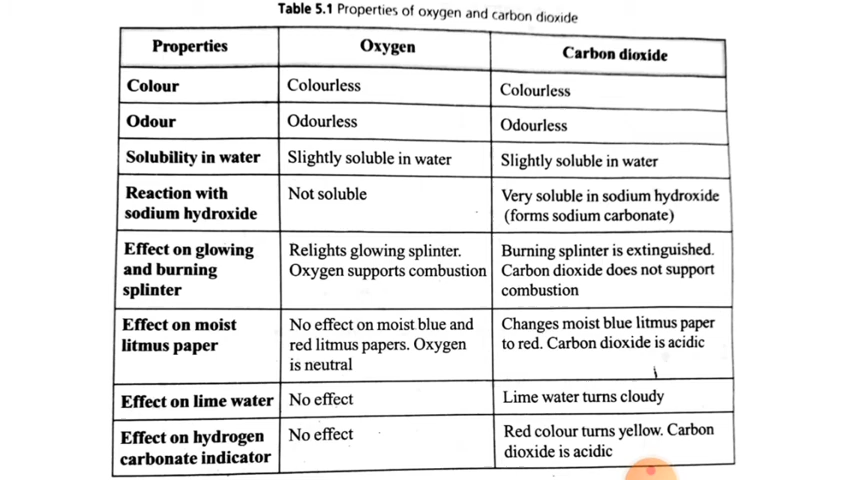 Table 5.1 Properties of oxygen and carbon dioxide
Properties
Oxygen
Carbon dioxide
Colour
Colourless
Colourless
Odour
Odourless
Odourless
Solubility in water
Slightly soluble in water
Slightly soluble in water
Reaction with
sodium hydroxide
Not soluble
Very soluble in sodium hydroxide
(forms sodium carbonate)
Effect on glowing
and burning
splinter
Relights glowing splinter.
Oxygen supports combustion
Burning splinter is extinguished.
Carbon dioxide does not support
combustion
Effect on moist
litmus paper
No effect on moist blue and
red litmus papers. Oxygen
is neutral
Changes moist blue litmus paper
to red. Carbon dioxide is acidic
Effect on lime water
No effect
Lime water turns cloudy
Effect on hydrogen
carbonate indicator
No effect
Red colour turns yellow. Carbon
dioxide is acidic